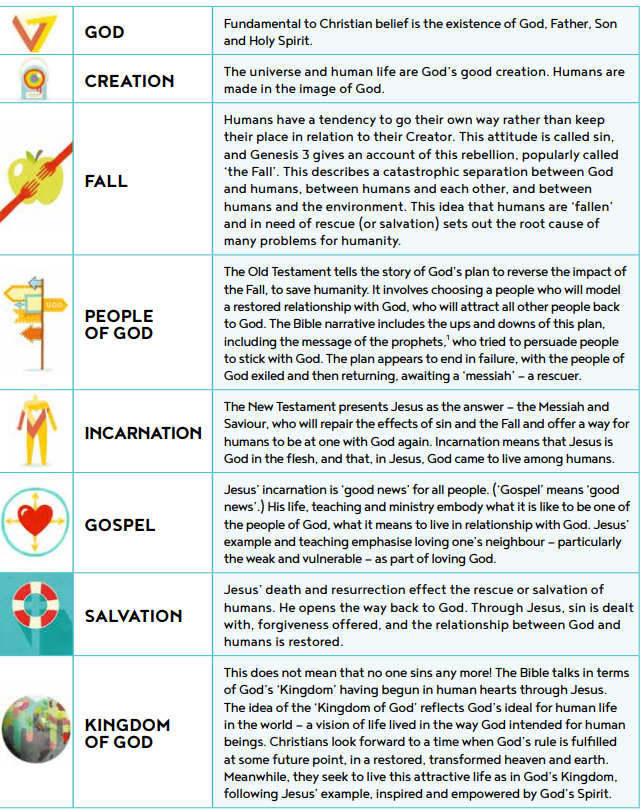 GOD
Fundamental to Christian belief is the existence of God, Father, Son
and Holy Spirit.
CREATION
The universe and human life are God's good creation. Humans are
made in the image of God.
FALL
Humans have a tendency to go their own way rather than keep
their place in relation to their Creator. This attitude is called sin,
and Genesis 3 gives an account of this rebellion, popularly called
'the Fall'. This describes a catastrophic separation between God
and humans, between humans and each other, and between
humans and the environment. This idea that humans are 'fallen'
and in need of rescue (or salvation) sets out the root cause of
many problems for humanity.
GOD
PEOPLE
OF GOD
The Old Testament tells the story of God's plan to reverse the impact of
the Fall, to save humanity. It involves choosing a people who will model
a restored relationship with God, who will attract all other people back
to God. The Bible narrative includes the ups and downs of this plan,
including the message of the prophets,¹ who tried to persuade people
to stick with God. The plan appears to end in failure, with the people of
God exiled and then returning, awaiting a 'messiah' – a rescuer.
INCARNATION
The New Testament presents Jesus as the answer – the Messiah and
Saviour, who will repair the effects of sin and the Fall and offer a way for
humans to be at one with God again. Incarnation means that Jesus is
God in the flesh, and that, in Jesus, God came to live among humans.
GOSPEL
Jesus' incarnation is 'good news' for all people. ('Gospel' means 'good
news'.) His life, teaching and ministry embody what it is like to be one of
the people of God, what it means to live in relationship with God. Jesus'
example and teaching emphasise loving one's neighbour – particularly
the weak and vulnerable – as part of loving God.
SALVATION
Jesus' death and resurrection effect the rescue or salvation of
humans. He opens the way back to God. Through Jesus, sin is dealt
with, forgiveness offered, and the relationship between God and
humans is restored.
KINGDOM
OF GOD
This does not mean that no one sins any more! The Bible talks in terms
of God's 'Kingdom' having begun in human hearts through Jesus.
The idea of the 'Kingdom of God' reflects God's ideal for human life
in the world – a vision of life lived in the way God intended for human
beings. Christians look forward to a time when God's rule is fulfilled
at some future point, in a restored, transformed heaven and earth.
Meanwhile, they seek to live this attractive life as in God's Kingdom,
following Jesus' example, inspired and empowered by God's Spirit.